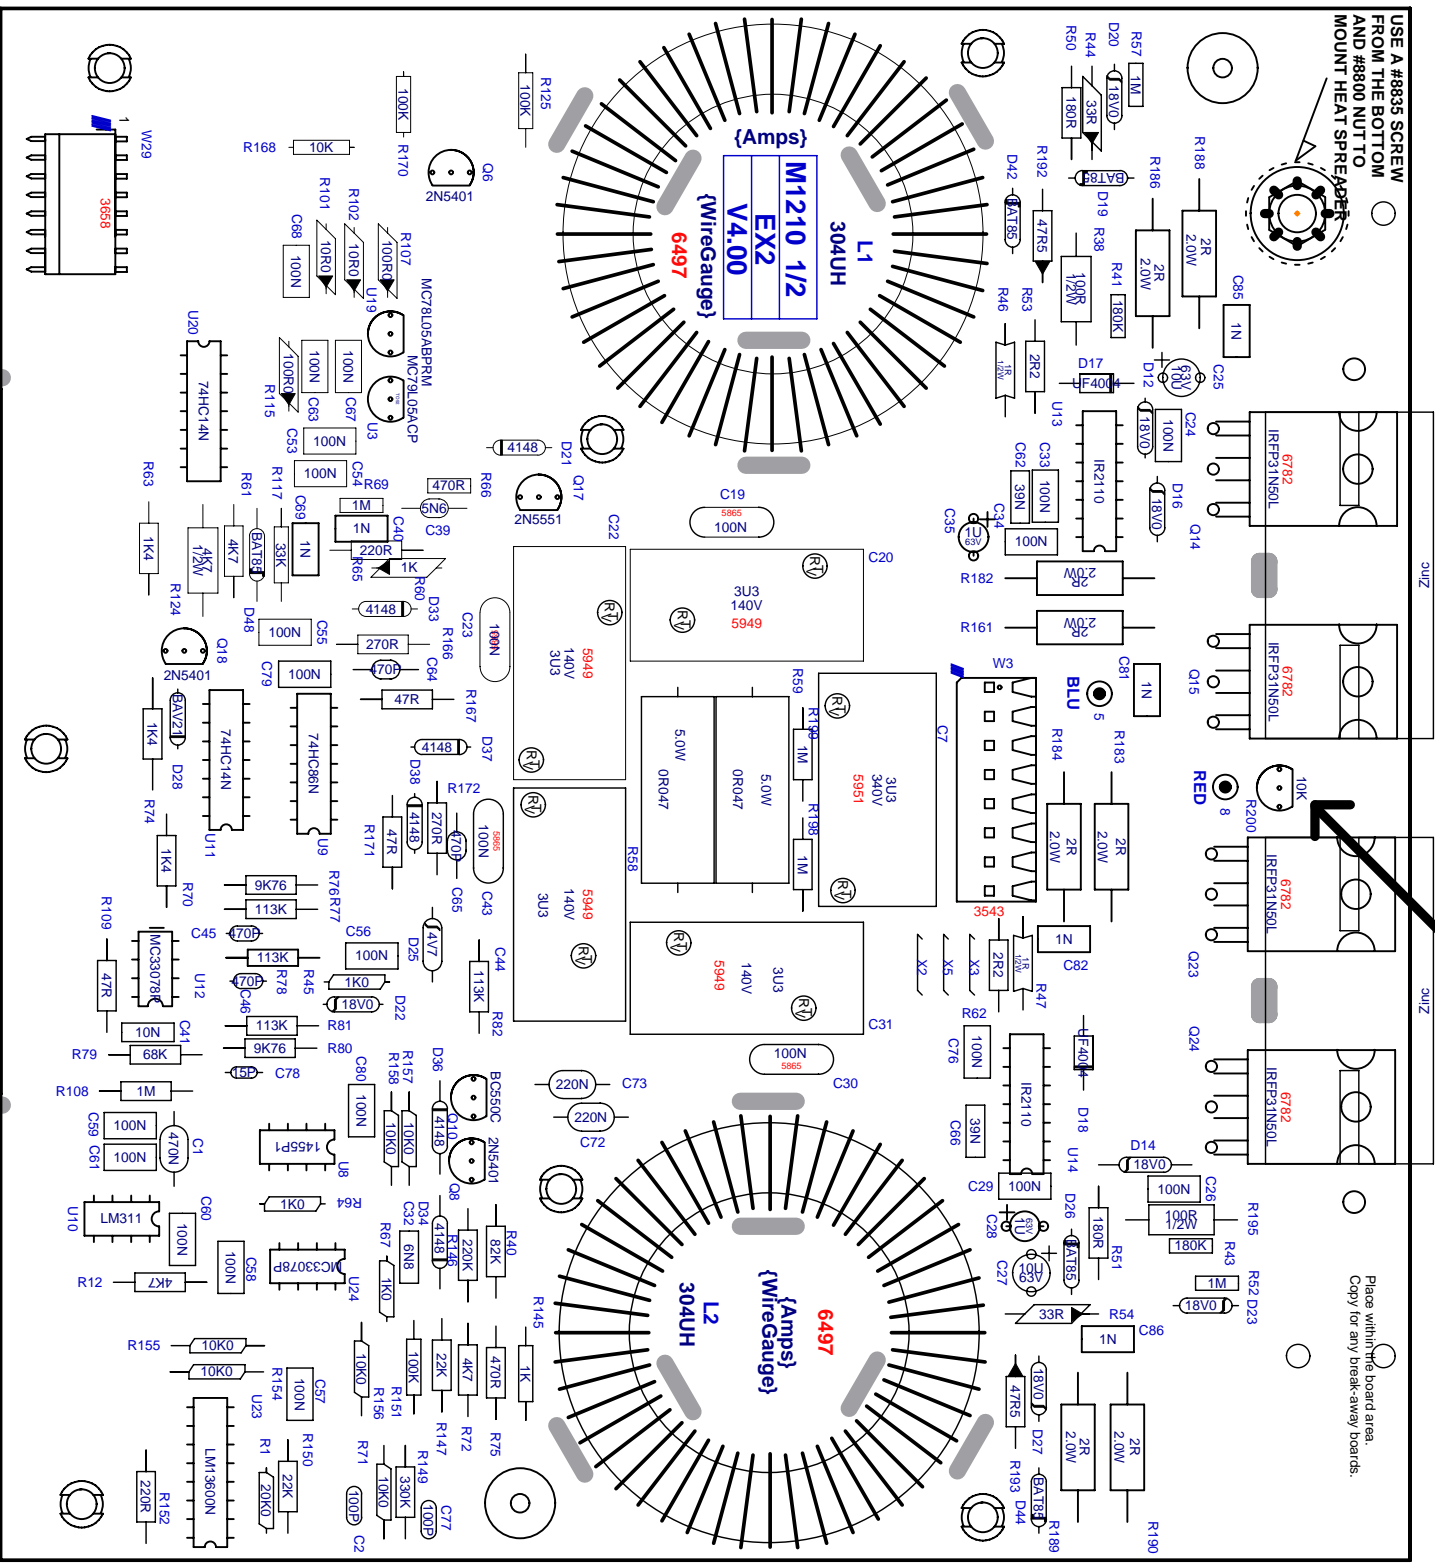 USE A #8835 SCREW
FROM THE BOTTOM
AND #8800 NUT TO
MOUNT HEAT SPREADER
R57
1M
D20
18V0
R44
33R
R50
180R
R188
2R
2.0W
R186
2R
2.0W
BAT85
D19
R192
47R5
D42
BAT85
R38
100R
1/2W
R41
180K
C85
1N
R53
2R2
R46
1R
1/2W
D17
UF4004
D12
18V0
63V
10U
C25
C24
100N
D16
18V0
U13
IR2110
C33
100N
C62
39N
C34
100N
C35
1U
63V
R182
2R
2.0W
R161
2R
2.0W
6782
IRFP31N50L
Q14
Zinc
6782
IRFP31N50L
Q15
C81
1N
BLU
5
W3
3543
RED
8
10K
R200
R183
2R
2.0W
R184
2R
2.0W
6782
IRFP31N50L
Q23
Zinc
6782
IRFP31N50L
Q24
C82
1N
R47
1R
1/2W
2R2
R62
X3
X5
X2
C76
100N
UF4004
D18
IR2110
U14
C66
39N
C29
100N
D14
18V0
C26
100N
R195
100R
1/2W
R43
180K
R52
1M
D23
18V0
C28
63V
1U
D26
BAT85
R51
180R
C27
10U
63V
R54
33R
C86
1N
D27
18V0
R193
47R5
D44
BAT85
R189
2R
2.0W
R190
2R
2.0W
Place within the board area.
Copy for any break-away boards.
{Amps}
M1210 1/2
EX2
V4.00
{WireGauge}
6497
L1
304UH
R125
100K
R170
100K
Q6
2N5401
R168
10K
W29
1
3658
R101
10R0
R102
10R0
R107
100R0
C68
100N
U19
MC78L05ABPRM
MC79L05ACP
U3
U20
74HC14N
R115
100R0
C63
100N
C67
100N
C53
100N
C54
100N
D21
4148
Q17
2N5551
R66
470R
R69
1M
C39
5N6
C40
1N
R65
220R
R60
1K
C69
1N
R117
33K
R61
4K7
BAT85
D48
R63
1K4
R124
4K7
1/2W
D33
4148
R166
270R
C64
470P
R167
47R
C23
100N
C55
100N
C79
100N
Q18
2N5401
BAV21
D28
R74
1K4
74HC14N
U11
74HC86N
U9
D37
4148
D38
4148
R172
270R
R171
47R
C65
470P
C43
100N
5865
C19
5865
100N
C22
5949
140V
3U3
RTV
C20
3U3
140V
5949
RTV
R59
0R047
5.0W
R58
0R047
5.0W
R199
1M
R198
1M
C7
3U3
340V
5951
RTV
5949
140V
3U3
RTV
C44
C31
3U3
140V
5949
RTV
C30
100N
5865
R70
1K4
R76
9K76
R77
113K
C45
470P
R78
113K
C46
470P
R45
1K0
D22
18V0
C56
100N
D25
4V7
R82
113K
R109
47R
MC33078P
U12
C41
10N
R79
68K
R81
113K
R80
9K76
C78
15P
R108
1M
C59
100N
C61
100N
C1
470N
C80
100N
R158
10K0
R157
10K0
D36
4148
BC550C
Q10
2N5401
Q8
C73
220N
C72
220N
1455P1
U8
R64
1K0
U10
LM311
C60
100N
C58
100N
R12
4K7
MC33078P
U24
R67
1K0
C32
6N8
D34
4148
R146
220K
R40
82K
R145
1K
R155
10K0
R154
10K0
C57
100N
R156
10K0
R151
100K
R147
22K
R72
4K7
R75
470R
U23
LM13600N
R152
220R
R1
20K0
R150
22K
R71
10K0
R149
330K
C2
100P
C77
100P
L2
304UH
{Amps}
{WireGauge}
6497